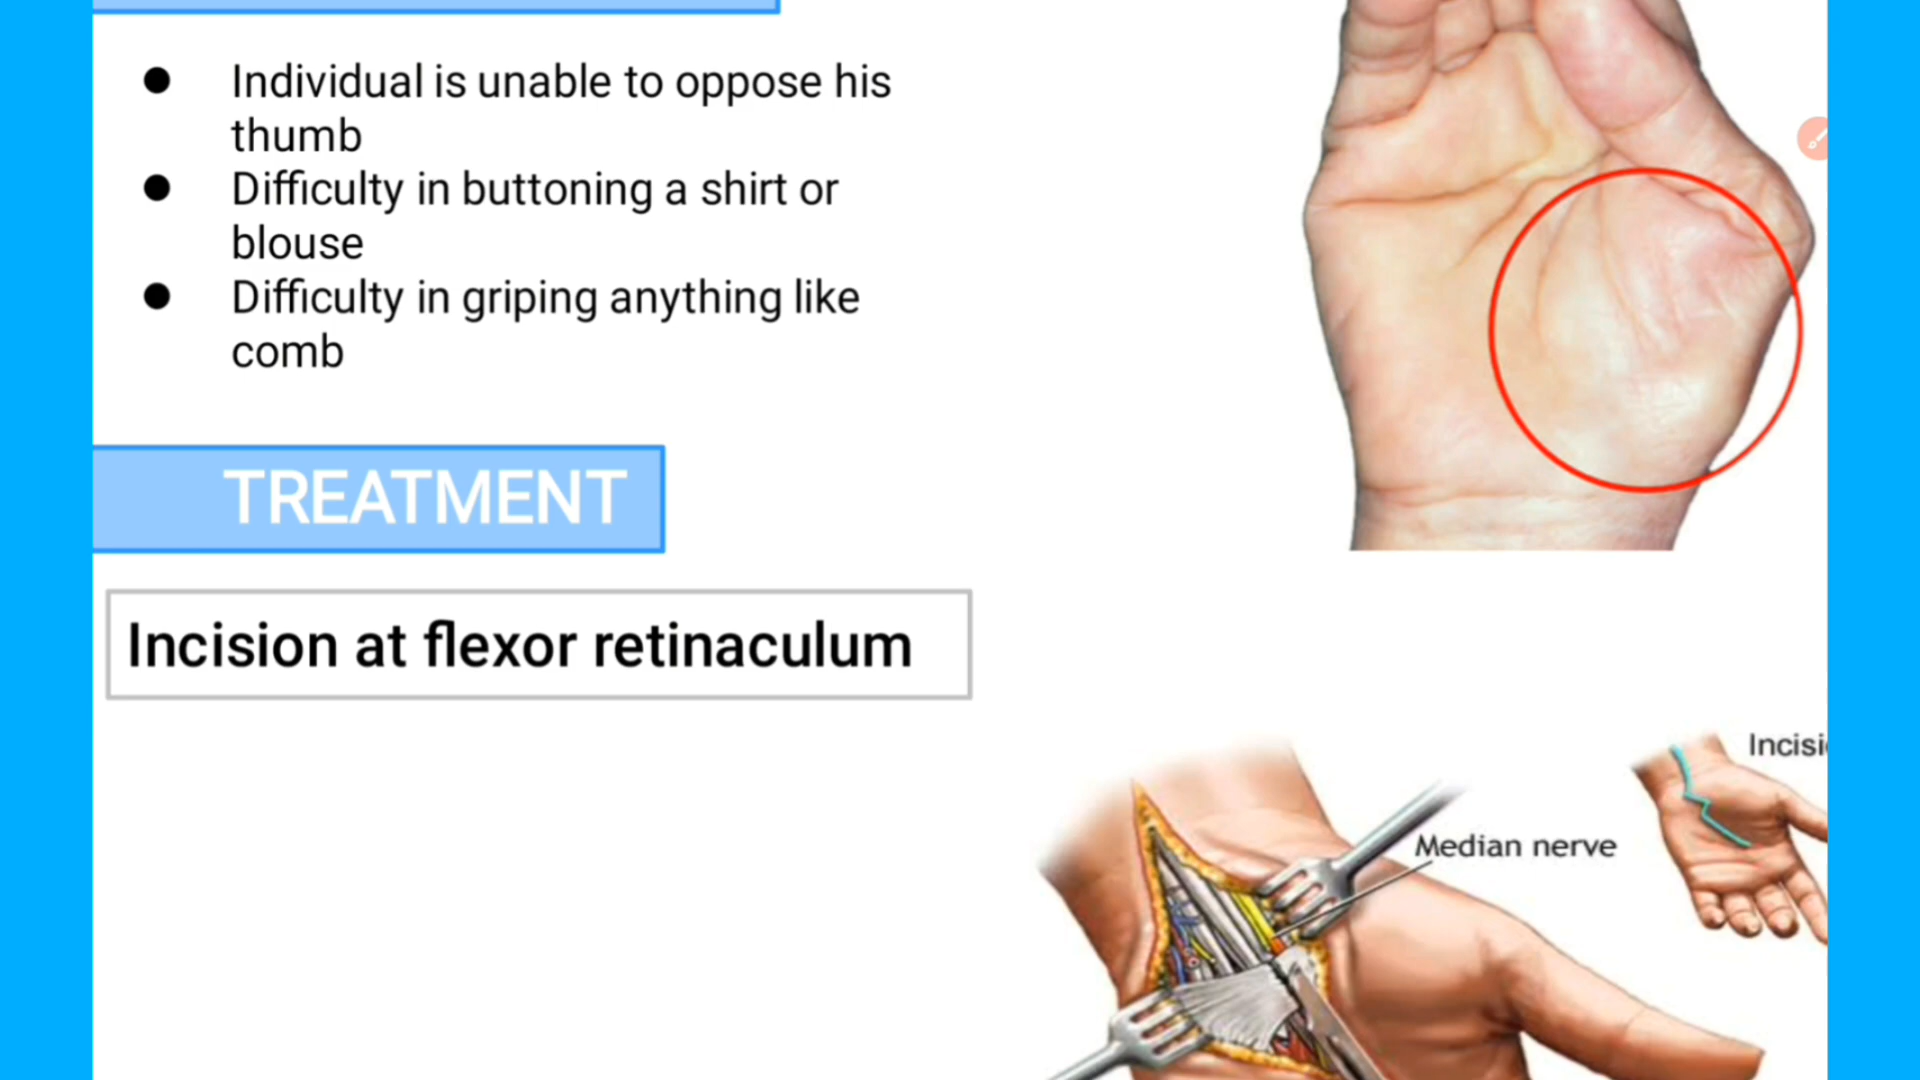 Individual is unable to oppose his
thumb
Difficulty in buttoning a shirt or
blouse
Difficulty in griping anything like
comb
TREATMENT
Incision at flexor retinaculum
Incisi
Median nerve